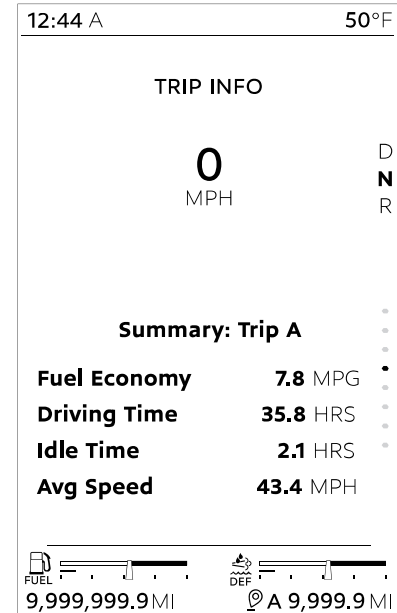 12:44 A 50°F
TRIP INFO
0
MPH
D
N
R
Summary: Trip A
Fuel Economy 7.8 MPG
Driving Time 35.8 HRS
Idle Time 2.1 HRS
Avg Speed 43.4 MPH
FUEL DEF
9,999,999.9 MI A 9,999.9 MI